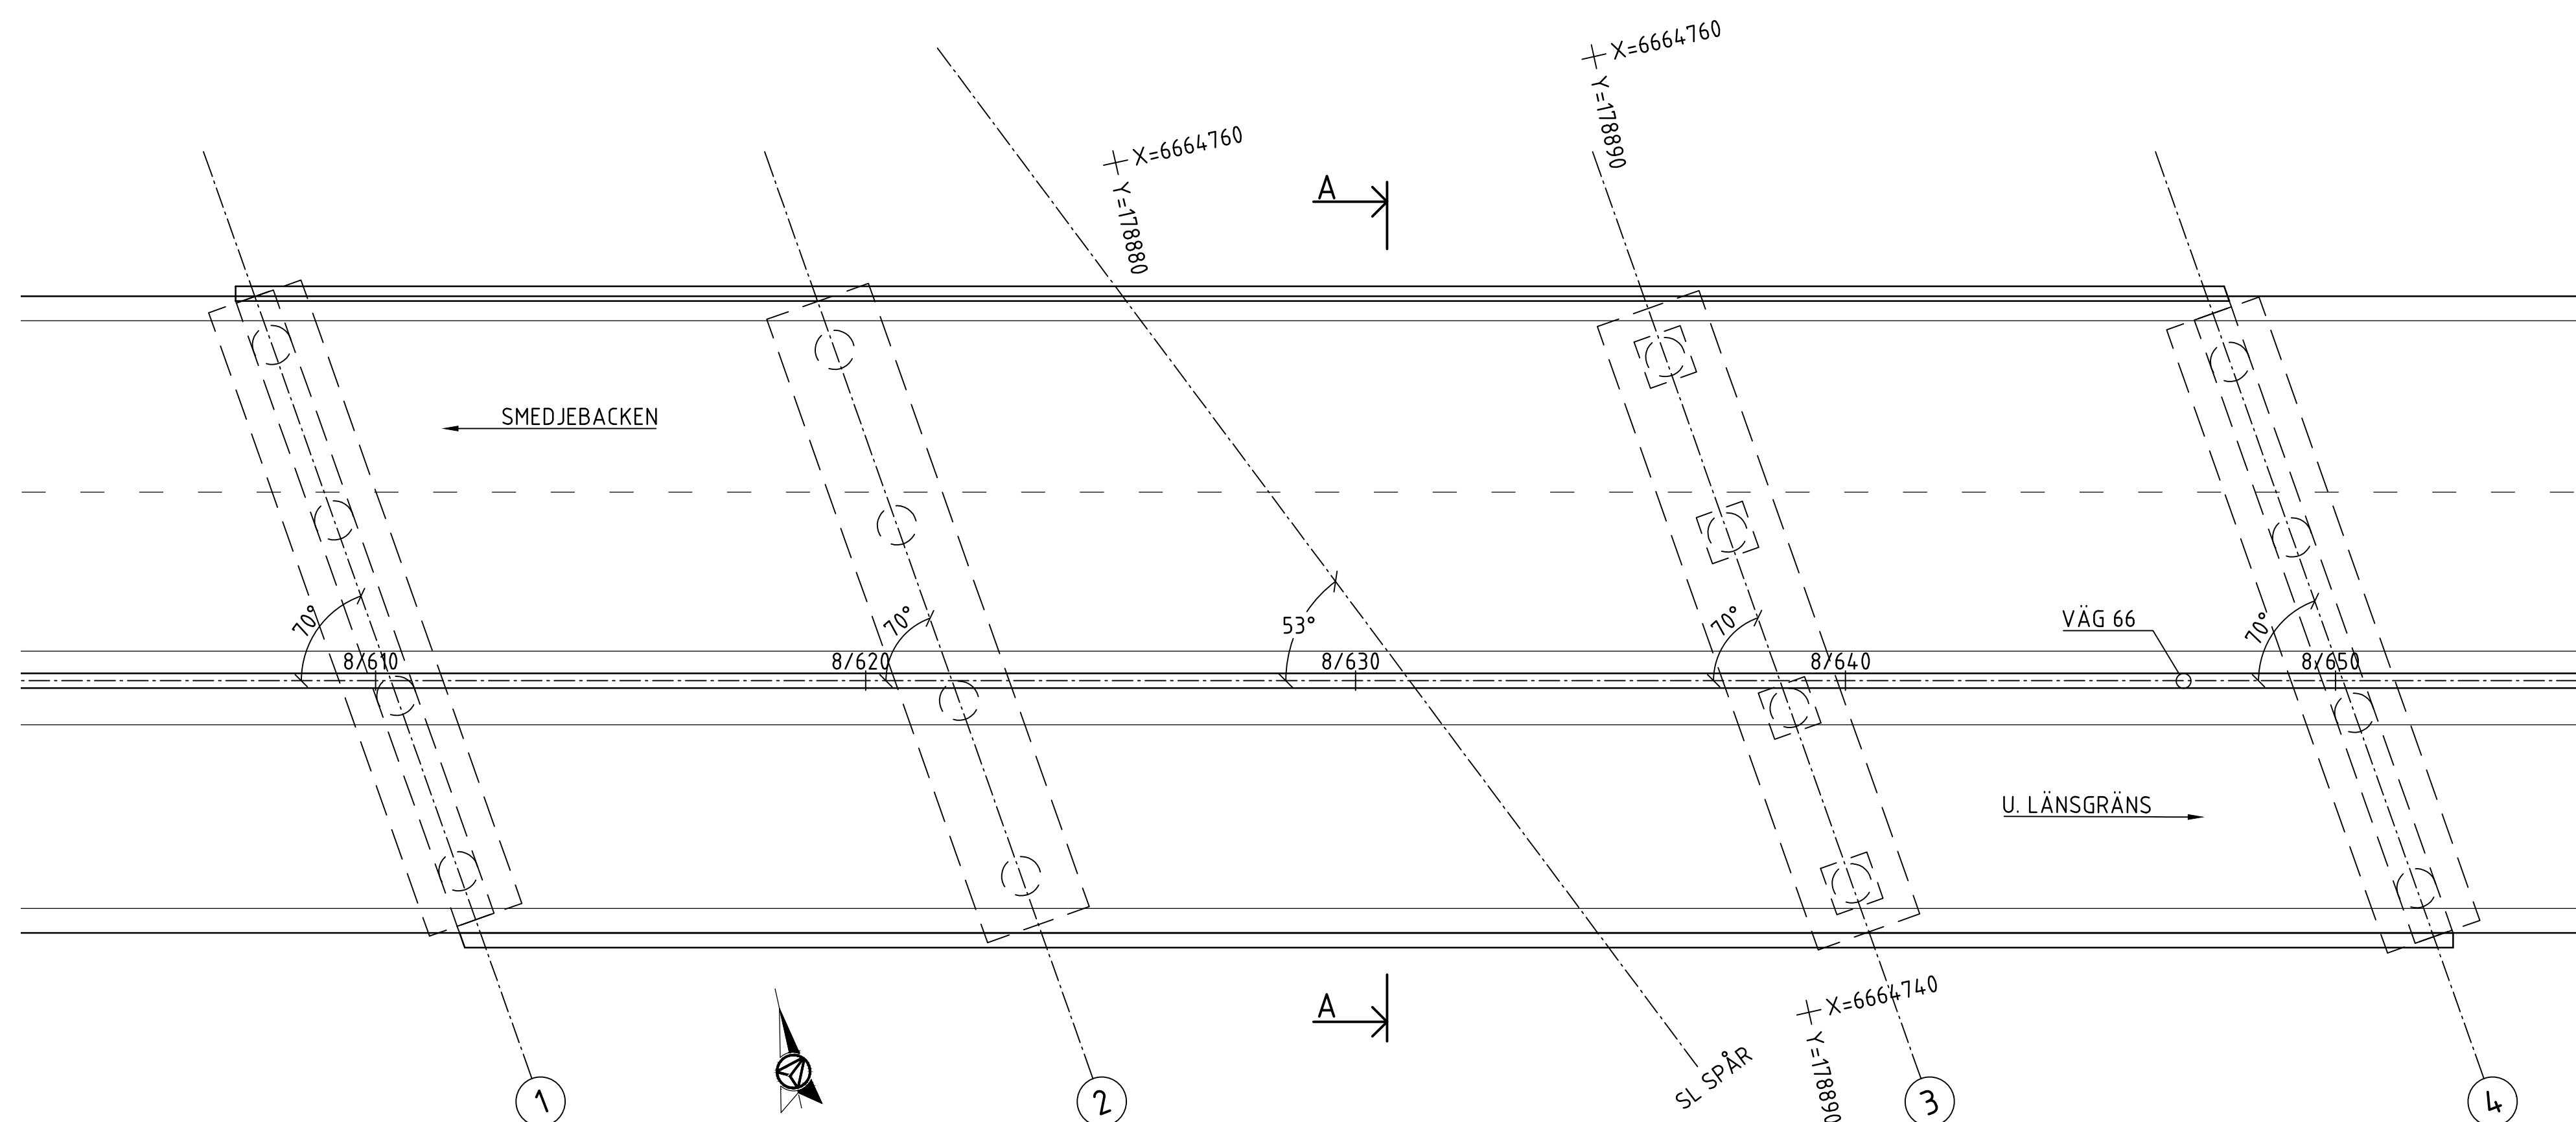 X=6664760
Y=178890
X=6664760
Y=178880
A
SMEDJEBACKEN
70°
70°
53°
70°
VÄG 66
70°
8/610
8/620
8/630
8/640
8/650
U. LÄNSGRÄNS
A
X=6664740
Y=178890
SL SPÅR
1
2
3
4